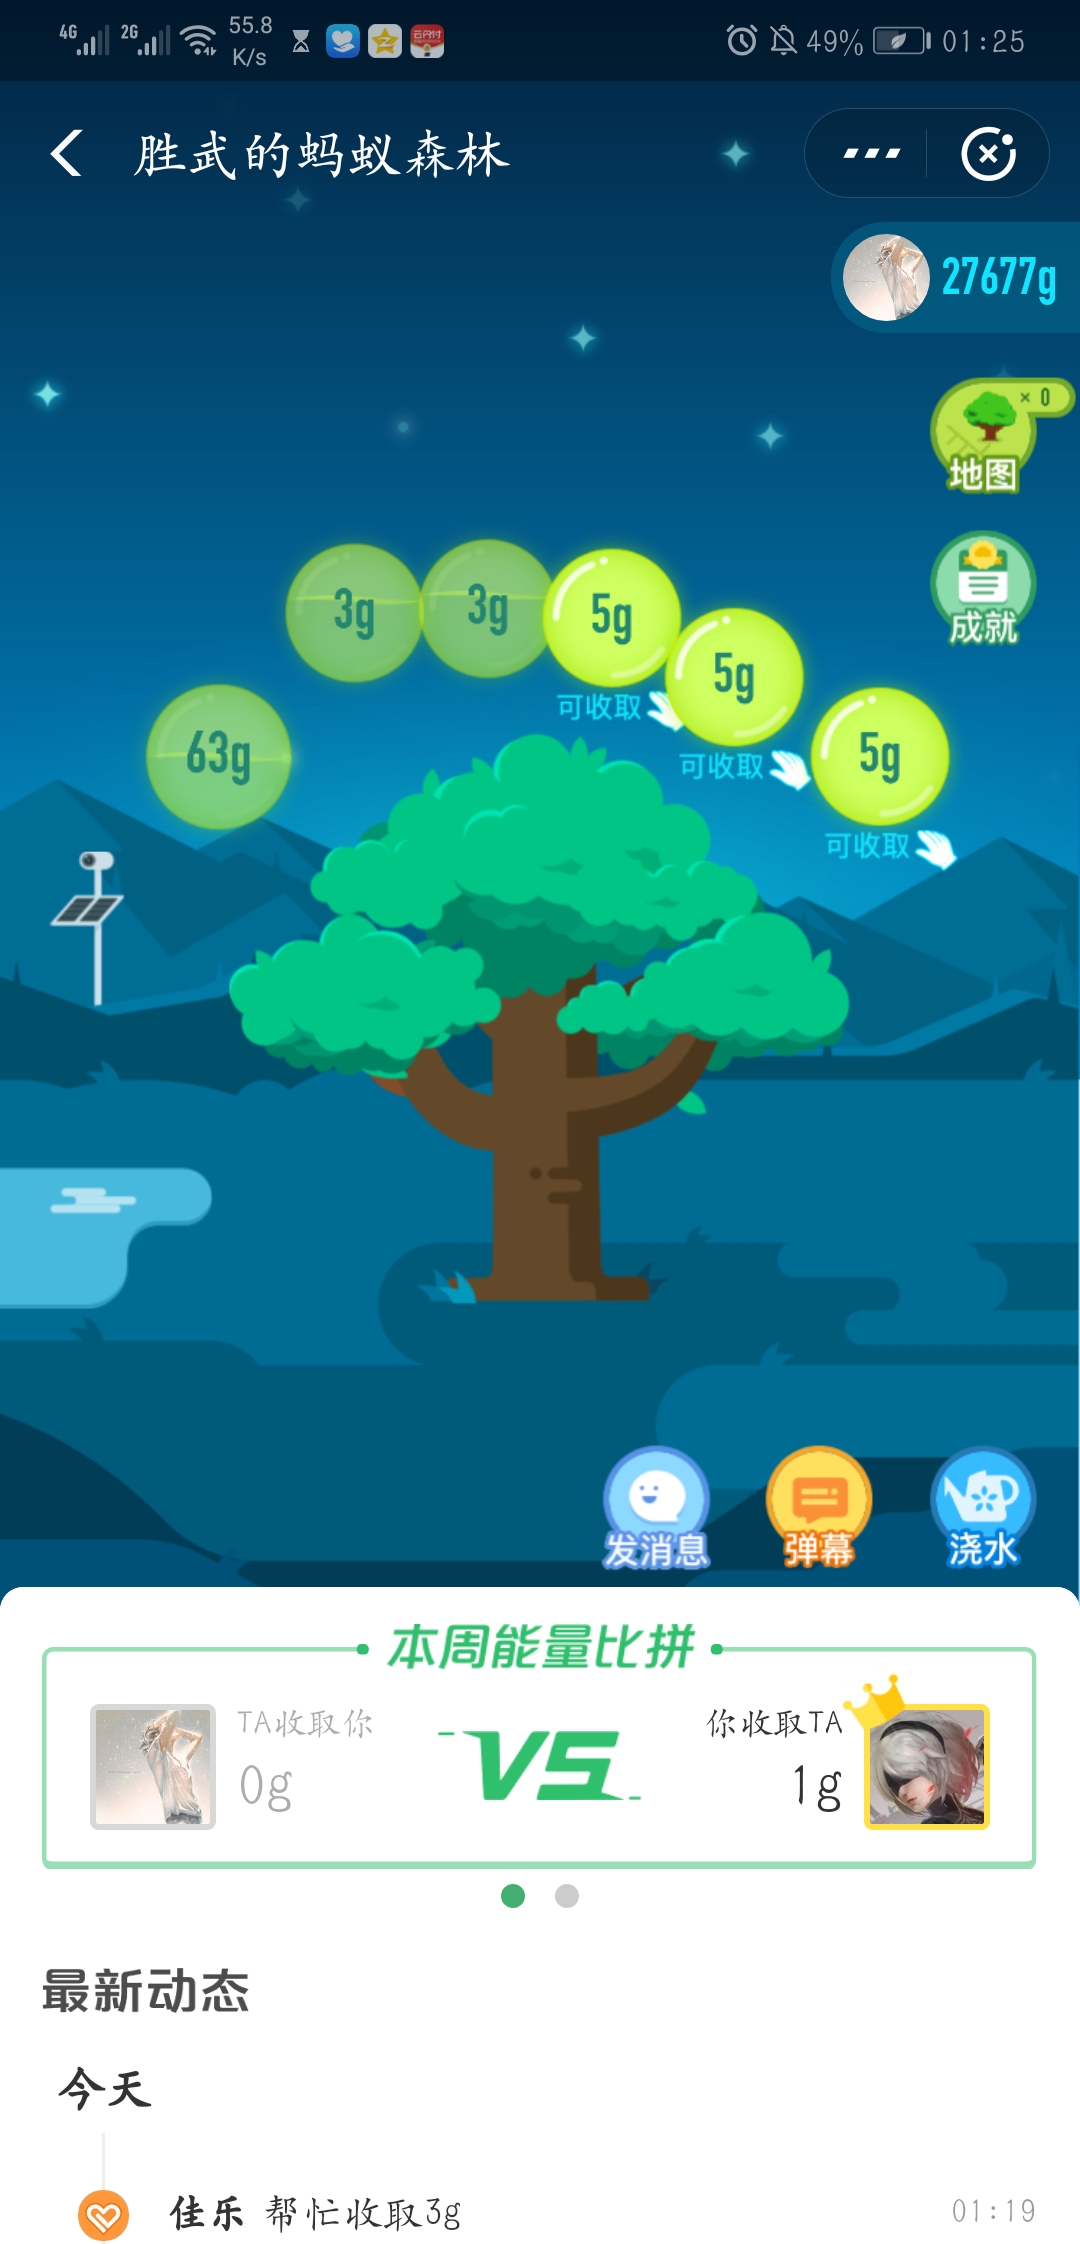 4G 2G 55.8 K/s 49% 01:25
胜武的蚂蚁森林
27677g
× 0
地图
成就
3g 3g 5g
5g
63g 5g
可收取
可收取
可收取
发消息 弹幕 浇水
本周能量比拼
TA收取你 VS 你收取TA
0g 1g
最新动态
今天
佳乐 帮忙收取3g 01:19